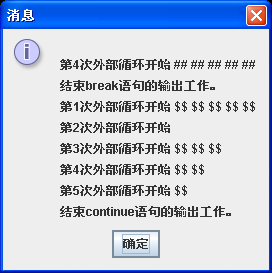 消息
第4次外部循环开始 ## ## ## ## ##
结束break语句的输出工作。
第1次外部循环开始 $$ $$ $$ $$ $$
第2次外部循环开始
第3次外部循环开始 $$ $$ $$
第4次外部循环开始 $$ $$
第5次外部循环开始 $$
结束continue语句的输出工作。
确定